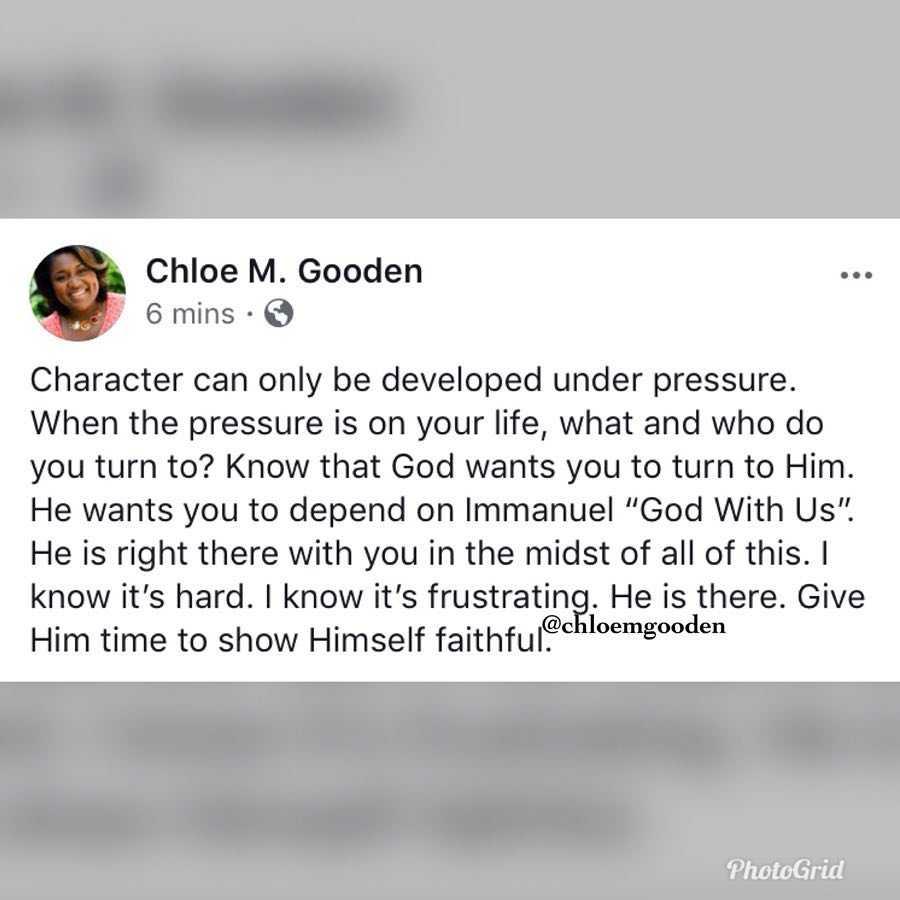 Chloe M. Gooden
6 mins ·
Character can only be developed under pressure.
When the pressure is on your life, what and who do
you turn to? Know that God wants you to turn to Him.
He wants you to depend on Immanuel “God With Us”.
He is right there with you in the midst of all of this. I
know it’s hard. I know it’s frustrating. He is there. Give
Him time to show Himself faithful.
@chloemgooden
PhotoGrid